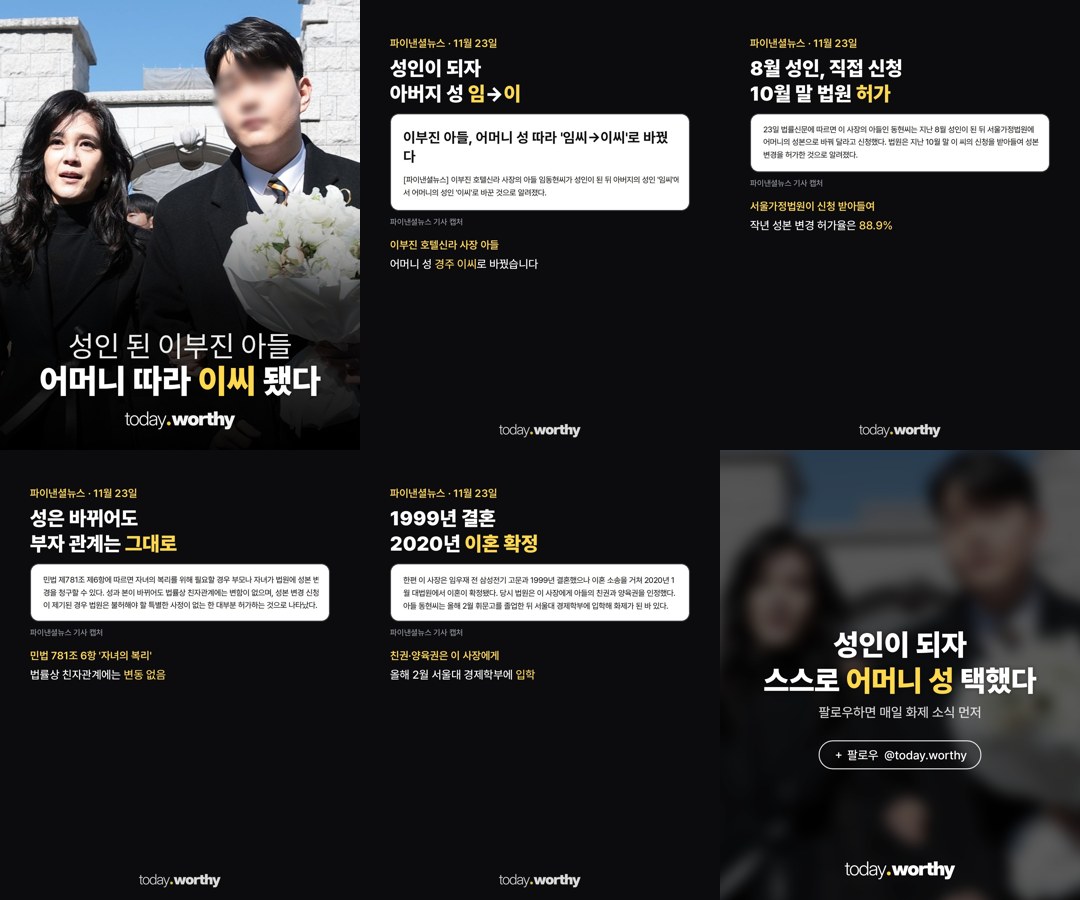 성인 된 이부진 아들
어머니 따라 이씨 됐다
today.worthy
파이낸셜뉴스 · 11월 23일
성인이 되자
아버지 성 임→이
이부진 아들, 어머니 성 따라 '임씨→이씨'로 바꿨
다
[파이낸셜뉴스] 이부진 호텔신라 사장의 아들 임동현씨가 성인이 된 뒤 아버지의 성인 '임씨'에
서 어머니의 성인 '이씨'로 바꾼 것으로 알려졌다.
파이낸셜뉴스 기사 캡처
이부진 호텔신라 사장 아들
어머니 성 경주 이씨로 바꿨습니다
today.worthy
파이낸셜뉴스 · 11월 23일
8월 성인, 직접 신청
10월 말 법원 허가
23일 법률신문에 따르면 이 사장의 아들인 동현씨는 지난 8월 성인이 된 뒤 서울가정법원에
어머니의 성본으로 바꿔 달라고 신청했다. 법원은 지난 10월 말 이 씨의 신청을 받아들여 성본
변경을 허가한 것으로 알려졌다.
파이낸셜뉴스 기사 캡처
서울가정법원이 신청 받아들여
작년 성본 변경 허가율은 88.9%
today.worthy
파이낸셜뉴스 · 11월 23일
성은 바뀌어도
부자 관계는 그대로
민법 제781조 제6항에 따르면 자녀의 복리를 위해 필요할 경우 부모나 자녀가 법원에 성본 변
경을 청구할 수 있다. 성과 본이 바뀌어도 법률상 친자관계에는 변함이 없으며, 성본 변경 신청
이 제기된 경우 법원은 불허해야 할 특별한 사정이 없는 한 대부분 허가하는 것으로 나타났다.
파이낸셜뉴스 기사 캡처
민법 781조 6항 '자녀의 복리'
법률상 친자관계에는 변동 없음
today.worthy
파이낸셜뉴스 · 11월 23일
1999년 결혼
2020년 이혼 확정
한편 이 사장은 임우재 전 삼성전기 고문과 1999년 결혼했으나 이혼 소송을 거쳐 2020년 1
월 대법원에서 이혼이 확정됐다. 당시 법원은 이 사장에게 아들의 친권과 양육권을 인정했다.
아들 동현씨는 올해 2월 휘문고를 졸업한 뒤 서울대 경제학부에 입학해 화제가 된 바 있다.
파이낸셜뉴스 기사 캡처
친권·양육권은 이 사장에게
올해 2월 서울대 경제학부에 입학
today.worthy
성인이 되자
스스로 어머니 성 택했다
팔로우하면 매일 화제 소식 먼저
+ 팔로우 @today.worthy
today.worthy